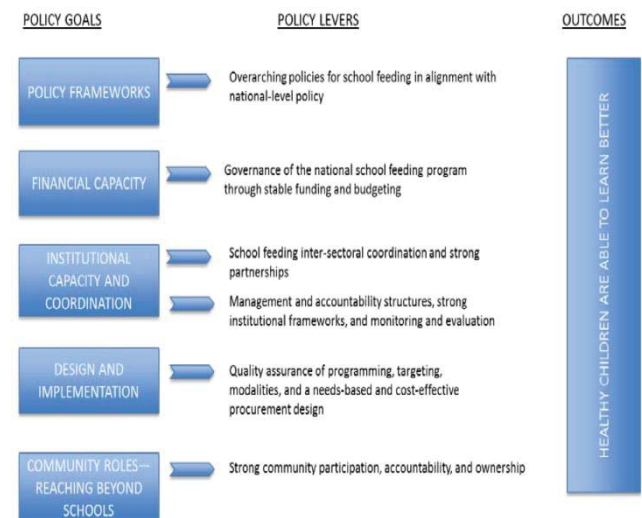 POLICY GOALS
POLICY LEVERS
OUTCOMES
POLICY FRAMEWORKS
Overarching policies for school feeding in alignment with
national-level policy
FINANCIAL CAPACITY
Governance of the national school feeding program
through stable funding and budgeting
INSTITUTIONAL
CAPACITY AND
COORDINATION
School feeding inter-sectoral coordination and strong
partnerships
Management and accountability structures, strong
institutional frameworks, and monitoring and evaluation
DESIGN AND
IMPLEMENTATION
Quality assurance of programming, targeting,
modalities, and a needs-based and cost-effective
procurement design
COMMUNITY ROLES—
REACHING BEYOND
SCHOOLS
Strong community participation, accountability, and ownership
HEALTHY CHILDREN ARE ABLE TO LEARN BETTER